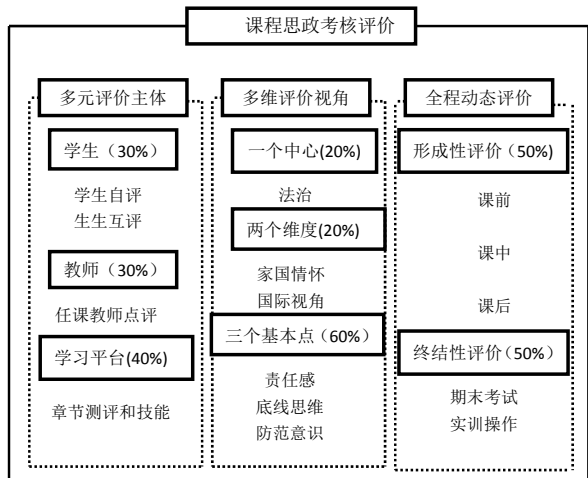 课程思政考核评价
多元评价主体
学生（30%）
学生自评
生生互评
教师（30%）
任课教师点评
学习平台(40%)
章节测评和技能
多维评价视角
一个中心(20%)
法治
两个维度(20%)
家国情怀
国际视角
三个基本点（60%）
责任感
底线思维
防范意识
全程动态评价
形成性评价（50%）
课前
课中
课后
终结性评价（50%）
期末考试
实训操作